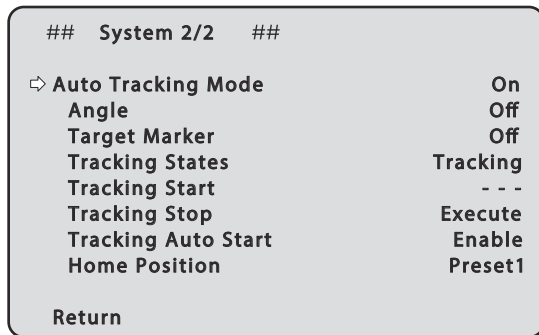 ## System 2/2 ##
⇨ Auto Tracking Mode On
Angle Off
Target Marker Off
Tracking States Tracking
Tracking Start - - -
Tracking Stop Execute
Tracking Auto Start Enable
Home Position Preset1
Return